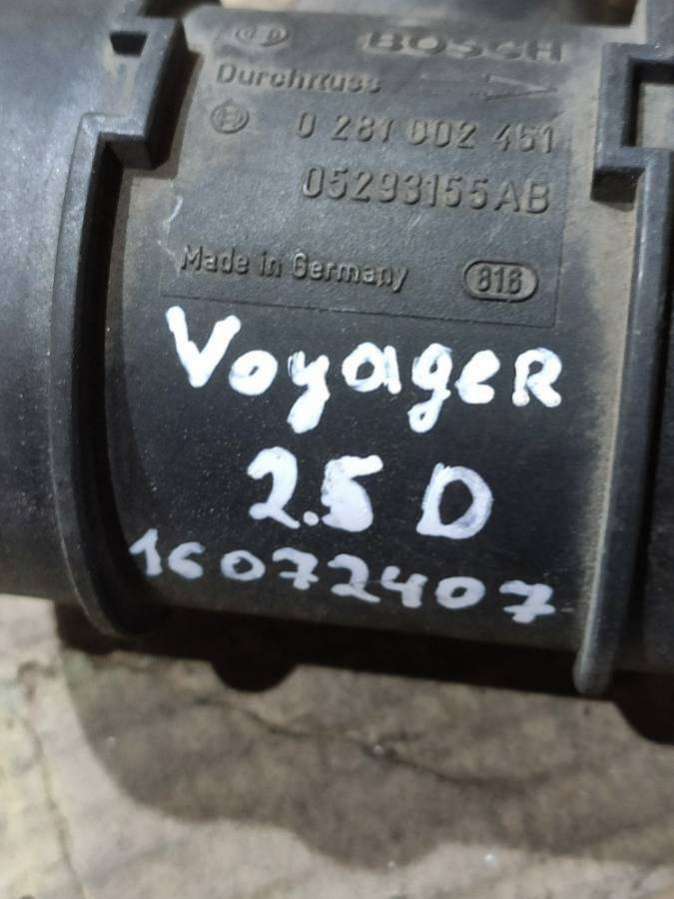 BOSCH
Durchfluss
0 281 002 461
05293155AB
Made in Germany 816
Voyager
2.5 D
16072407